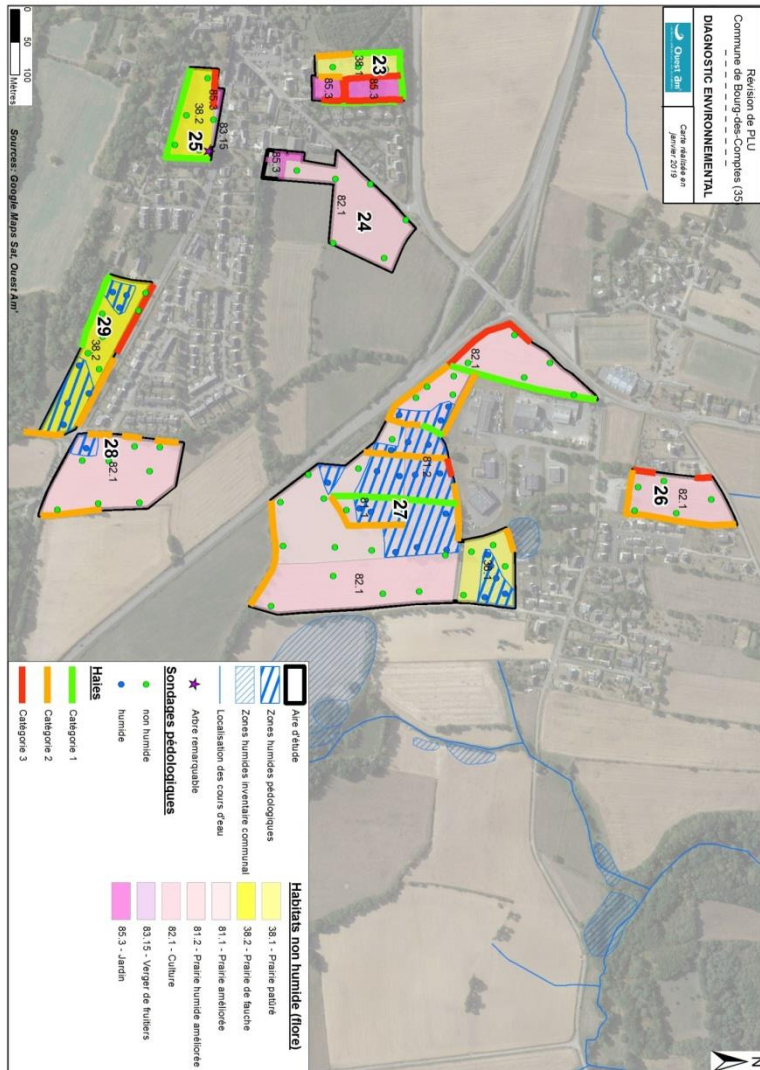 Révision de PLU
Commune de Bourg-des-Comptes (35)
DIAGNOSTIC ENVIRONNEMENTAL
Ouest am'
Carte réalisée en
janvier 2019
N
0 50 100
Mètres
Sources: Google Maps Sat, Ouest Am'
23
38.1
85.3
85.3
25
38.2
85.3
83.15
24
82.1
85.3
82.1
26
82.1
27
81.2
81.1
82.1
38.1
28
82.1
29
38.2
Aire d'étude
Zones humides pédologiques
Zones humides inventaire communal
Localisation des cours d'eau
Arbre remarquable
Sondages pédologiques
non humide
humide
Haies
Catégorie 1
Catégorie 2
Catégorie 3
Habitats non humide (flore)
38.1 - Prairie patûré
38.2 - Prairie de fauche
81.1 - Prairie améliorée
81.2 - Prairie humide améliorée
82.1 - Culture
83.15 - Verger de fruitiers
85.3 - Jardin